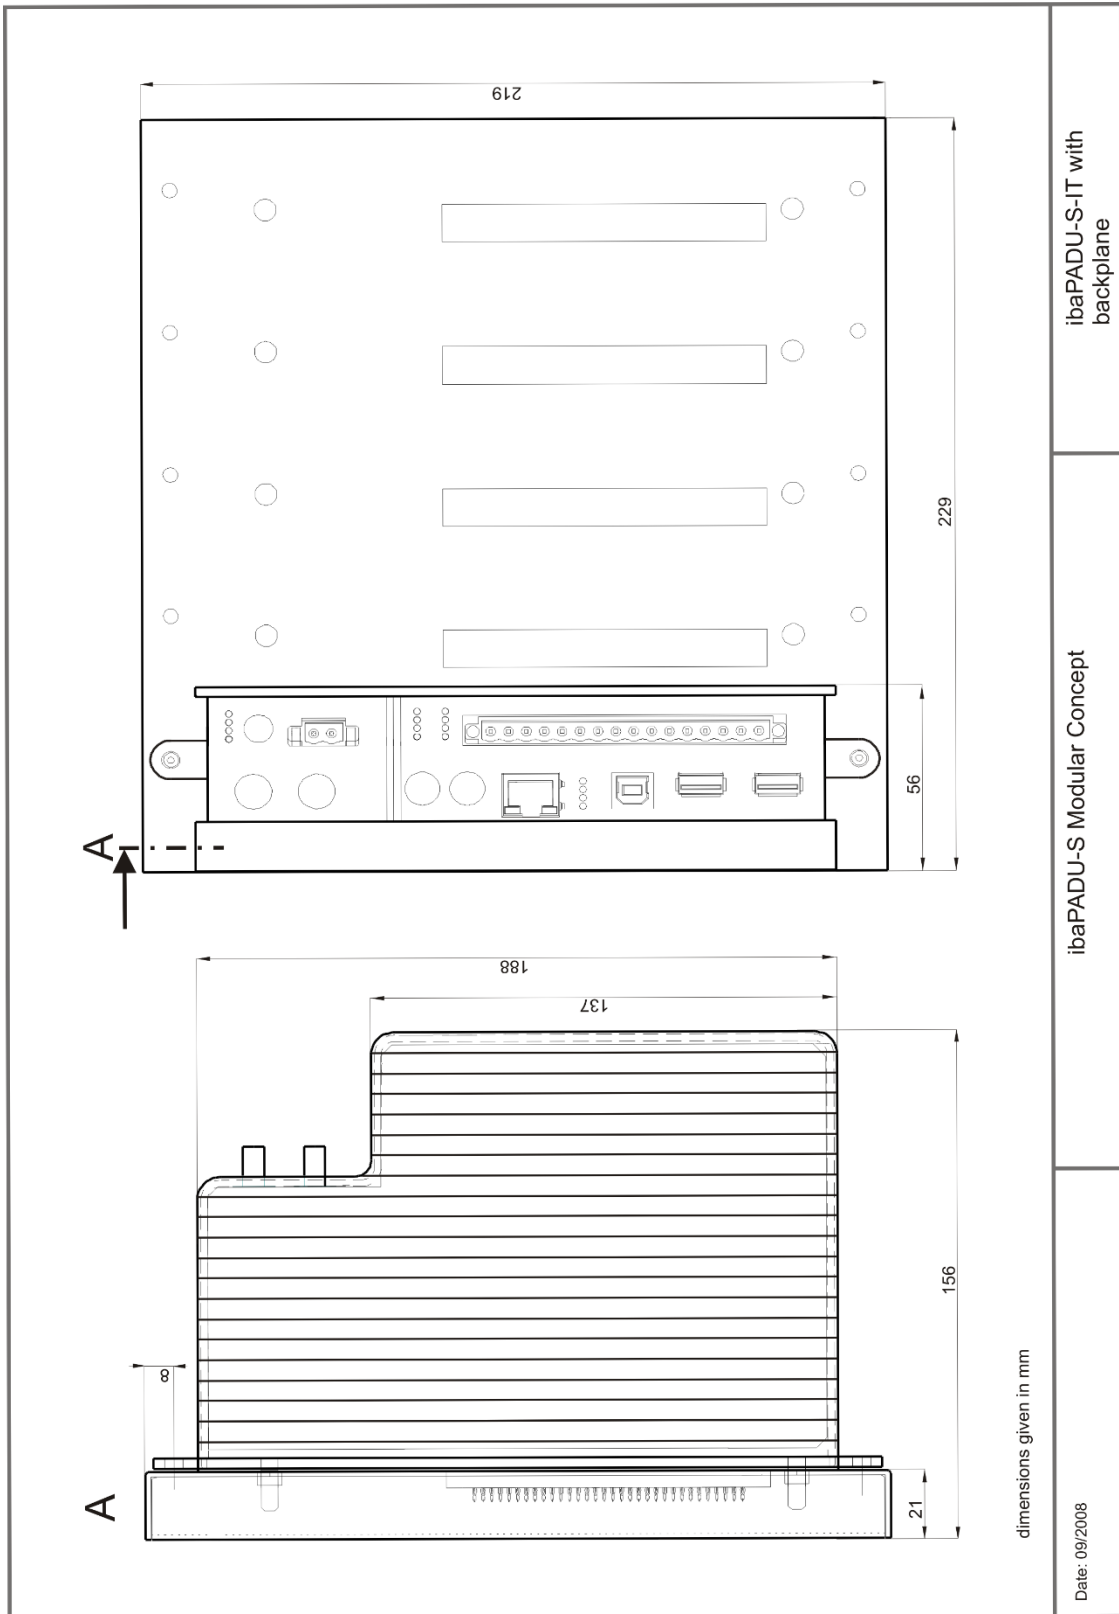 219
229
56
A
188
137
156
8
A
21
dimensions given in mm
Date: 09/2008
ibaPADU-S Modular Concept
ibaPADU-S-IT with
backplane